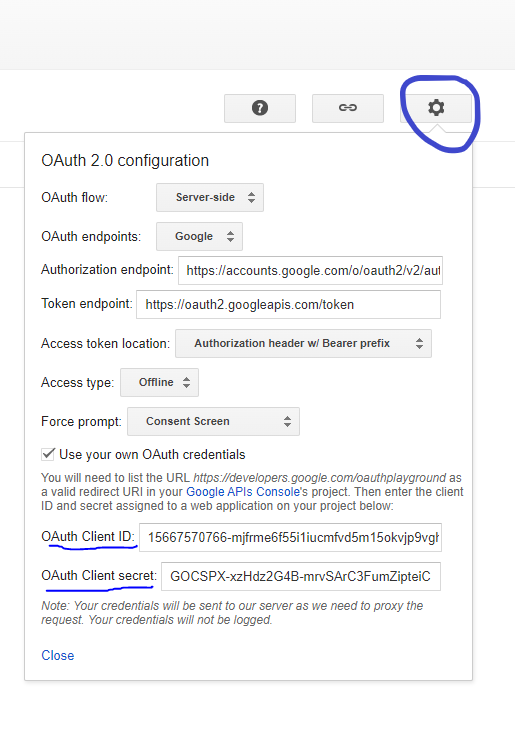 ?
OAuth 2.0 configuration
OAuth flow: Server-side
OAuth endpoints: Google
Authorization endpoint: https://accounts.google.com/o/oauth2/v2/aut
Token endpoint: https://oauth2.googleapis.com/token
Access token location: Authorization header w/ Bearer prefix
Access type: Offline
Force prompt: Consent Screen
Use your own OAuth credentials
You will need to list the URL https://developers.google.com/oauthplayground as
a valid redirect URI in your Google APIs Console's project. Then enter the client
ID and secret assigned to a web application on your project below:
OAuth Client ID: 15667570766-mjfrme6f55i1iucmfvd5m15okvjp9vgh
OAuth Client secret: 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
Note: Your credentials will be sent to our server as we need to proxy the
request. Your credentials will not be logged.
Close